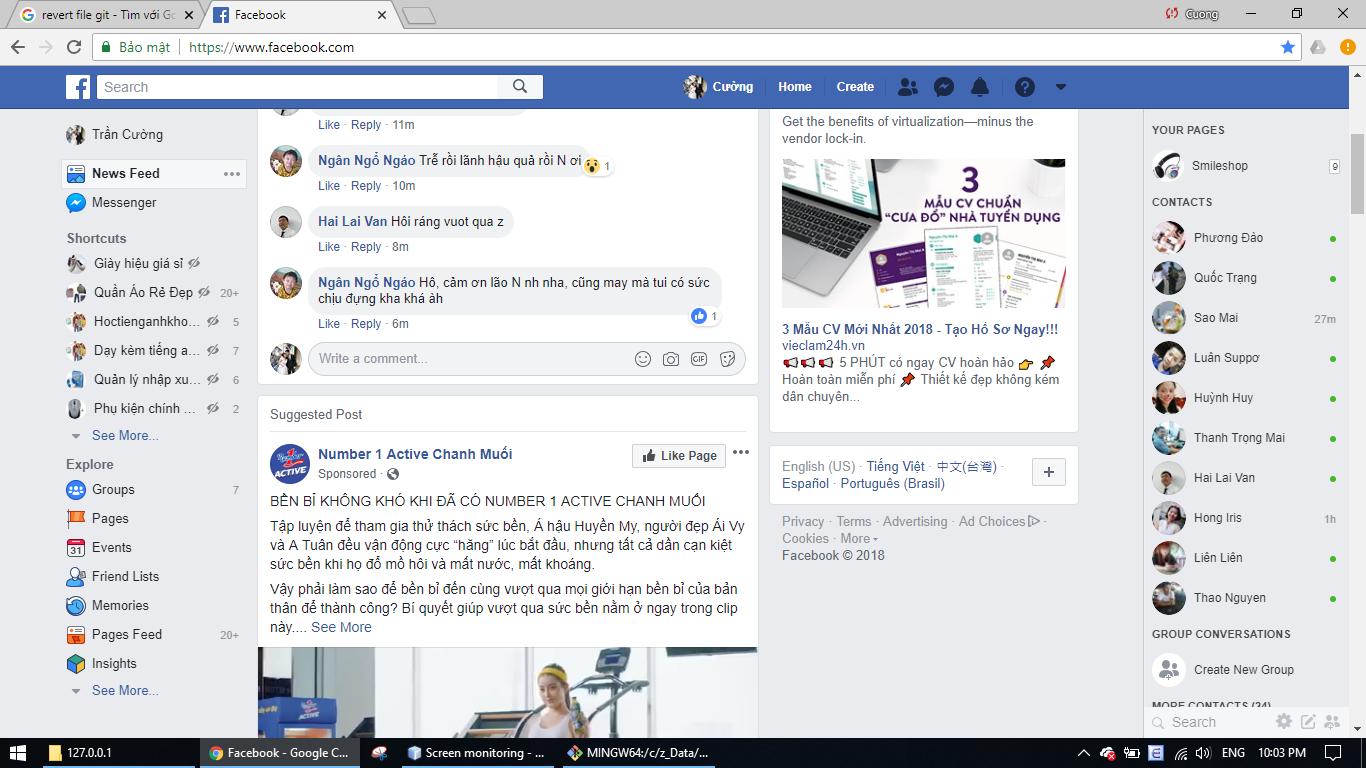 revert file git - Tìm với Go
Facebook
Cuong
Bảo mật
https://www.facebook.com
Search
Cường
Home
Create
Trần Cường
News Feed
Messenger
Shortcuts
Giày hiệu giá sỉ
Quần Áo Rẻ Đẹp 20+
Hoctienganhkho... 5
Dạy kèm tiếng a... 7
Quản lý nhập xu... 6
Phụ kiện chính ... 2
See More...
Explore
Groups 7
Pages
Events
Friend Lists
Memories
Pages Feed 20+
Insights
See More...
Like · Reply · 11m
Ngân Ngổ Ngáo Trễ rồi lãnh hậu quả rồi N ơi
1
Like · Reply · 10m
Hai Lai Van Hôi ráng vuot qua z
Like · Reply · 8m
Ngân Ngổ Ngáo Hô, cảm ơn lão N nh nha, cũng may mà tui có sức
chịu đựng kha khá àh
1
Like · Reply · 6m
Write a comment...
GIF
Suggested Post
Number 1 Active Chanh Muối
Sponsored ·
Like Page
BỀN BỈ KHÔNG KHÓ KHI ĐÃ CÓ NUMBER 1 ACTIVE CHANH MUỐI
Tập luyện để tham gia thử thách sức bền, Á hậu Huyền My, người đẹp Ái Vy
và A Tuân đều vận động cực “hăng” lúc bắt đầu, nhưng tất cả dần cạn kiệt
sức bền khi họ đổ mồ hôi và mất nước, mất khoáng.
Vậy phải làm sao để bền bỉ đến cùng vượt qua mọi giới hạn bền bỉ của bản
thân để thành công? Bí quyết giúp vượt qua sức bền nằm ở ngay trong clip
này.... See More
ACTIVE
Get the benefits of virtualization—minus the
vendor lock-in.
3
MẪU CV CHUẨN
“CƯA ĐỔ” NHÀ TUYỂN DỤNG
3 Mẫu CV Mới Nhất 2018 - Tạo Hồ Sơ Ngay!!!
vieclam24h.vn
5 PHÚT có ngay CV hoàn hảo
Hoàn toàn miễn phí Thiết kế đẹp không kém
dân chuyên...
English (US) · Tiếng Việt · 中文(台灣) ·
Español · Português (Brasil)
Privacy · Terms · Advertising · Ad Choices ·
Cookies · More
Facebook © 2018
YOUR PAGES
Smileshop 9
CONTACTS
Phương Đảo
Quốc Trạng
Sao Mai 27m
Luân Suppơ
Huỳnh Huy
Thanh Trọng Mai
Hai Lai Van
Hong Iris 1h
Liên Liên
Thao Nguyen
GROUP CONVERSATIONS
Create New Group
MORE CONTACTS (24)
Search
127.0.0.1
Facebook - Google C...
Screen monitoring - ...
MINGW64:/c/z_Data/...
ENG
10:03 PM